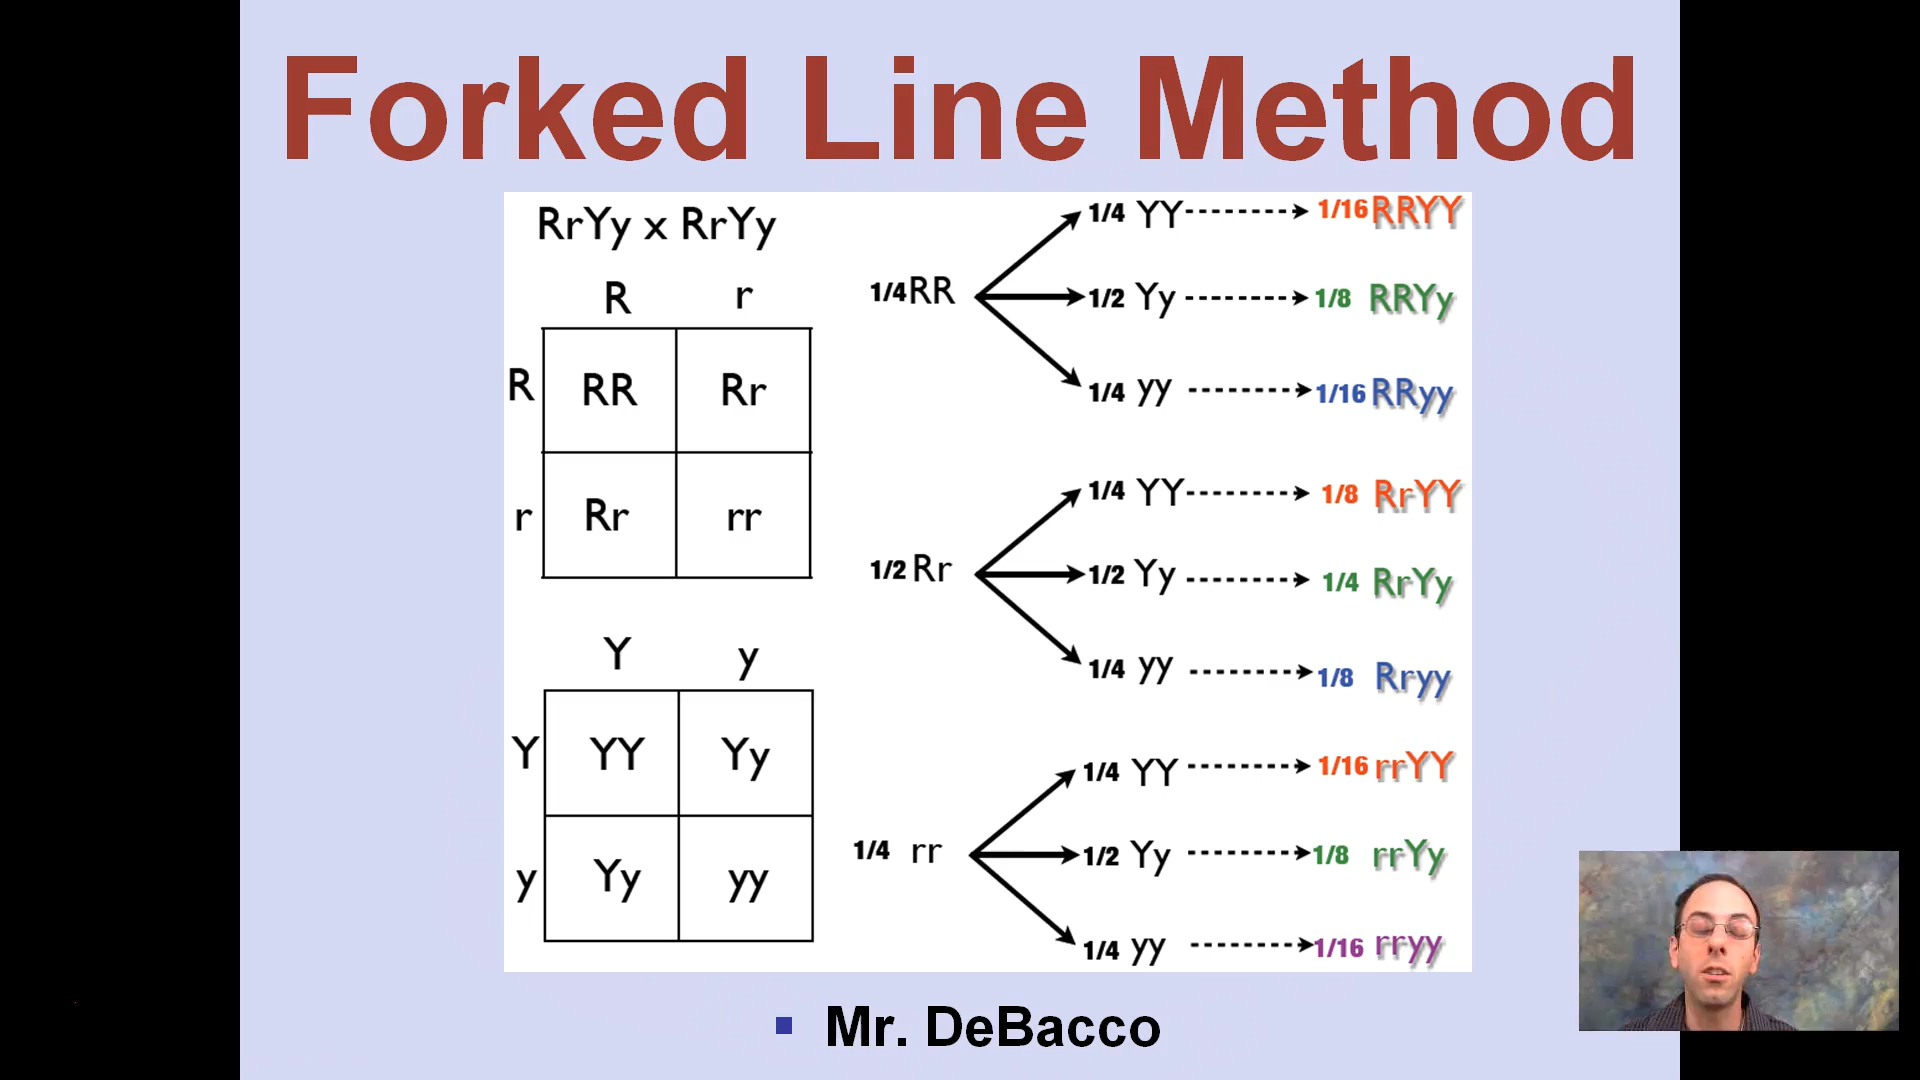 Forked Line Method
RrYy x RrYy
R r
R RR Rr
r Rr rr
Y y
Y YY Yy
y Yy yy
1/4 RR
1/4 YY 1/16 RRYY
1/2 Yy 1/8 RRYy
1/4 yy 1/16 RRyy
1/2 Rr
1/4 YY 1/8 RrYY
1/2 Yy 1/4 RrYy
1/4 yy 1/8 Rryy
1/4 rr
1/4 YY 1/16 rrYY
1/2 Yy 1/8 rrYy
1/4 yy 1/16 rryy
Mr. DeBacco